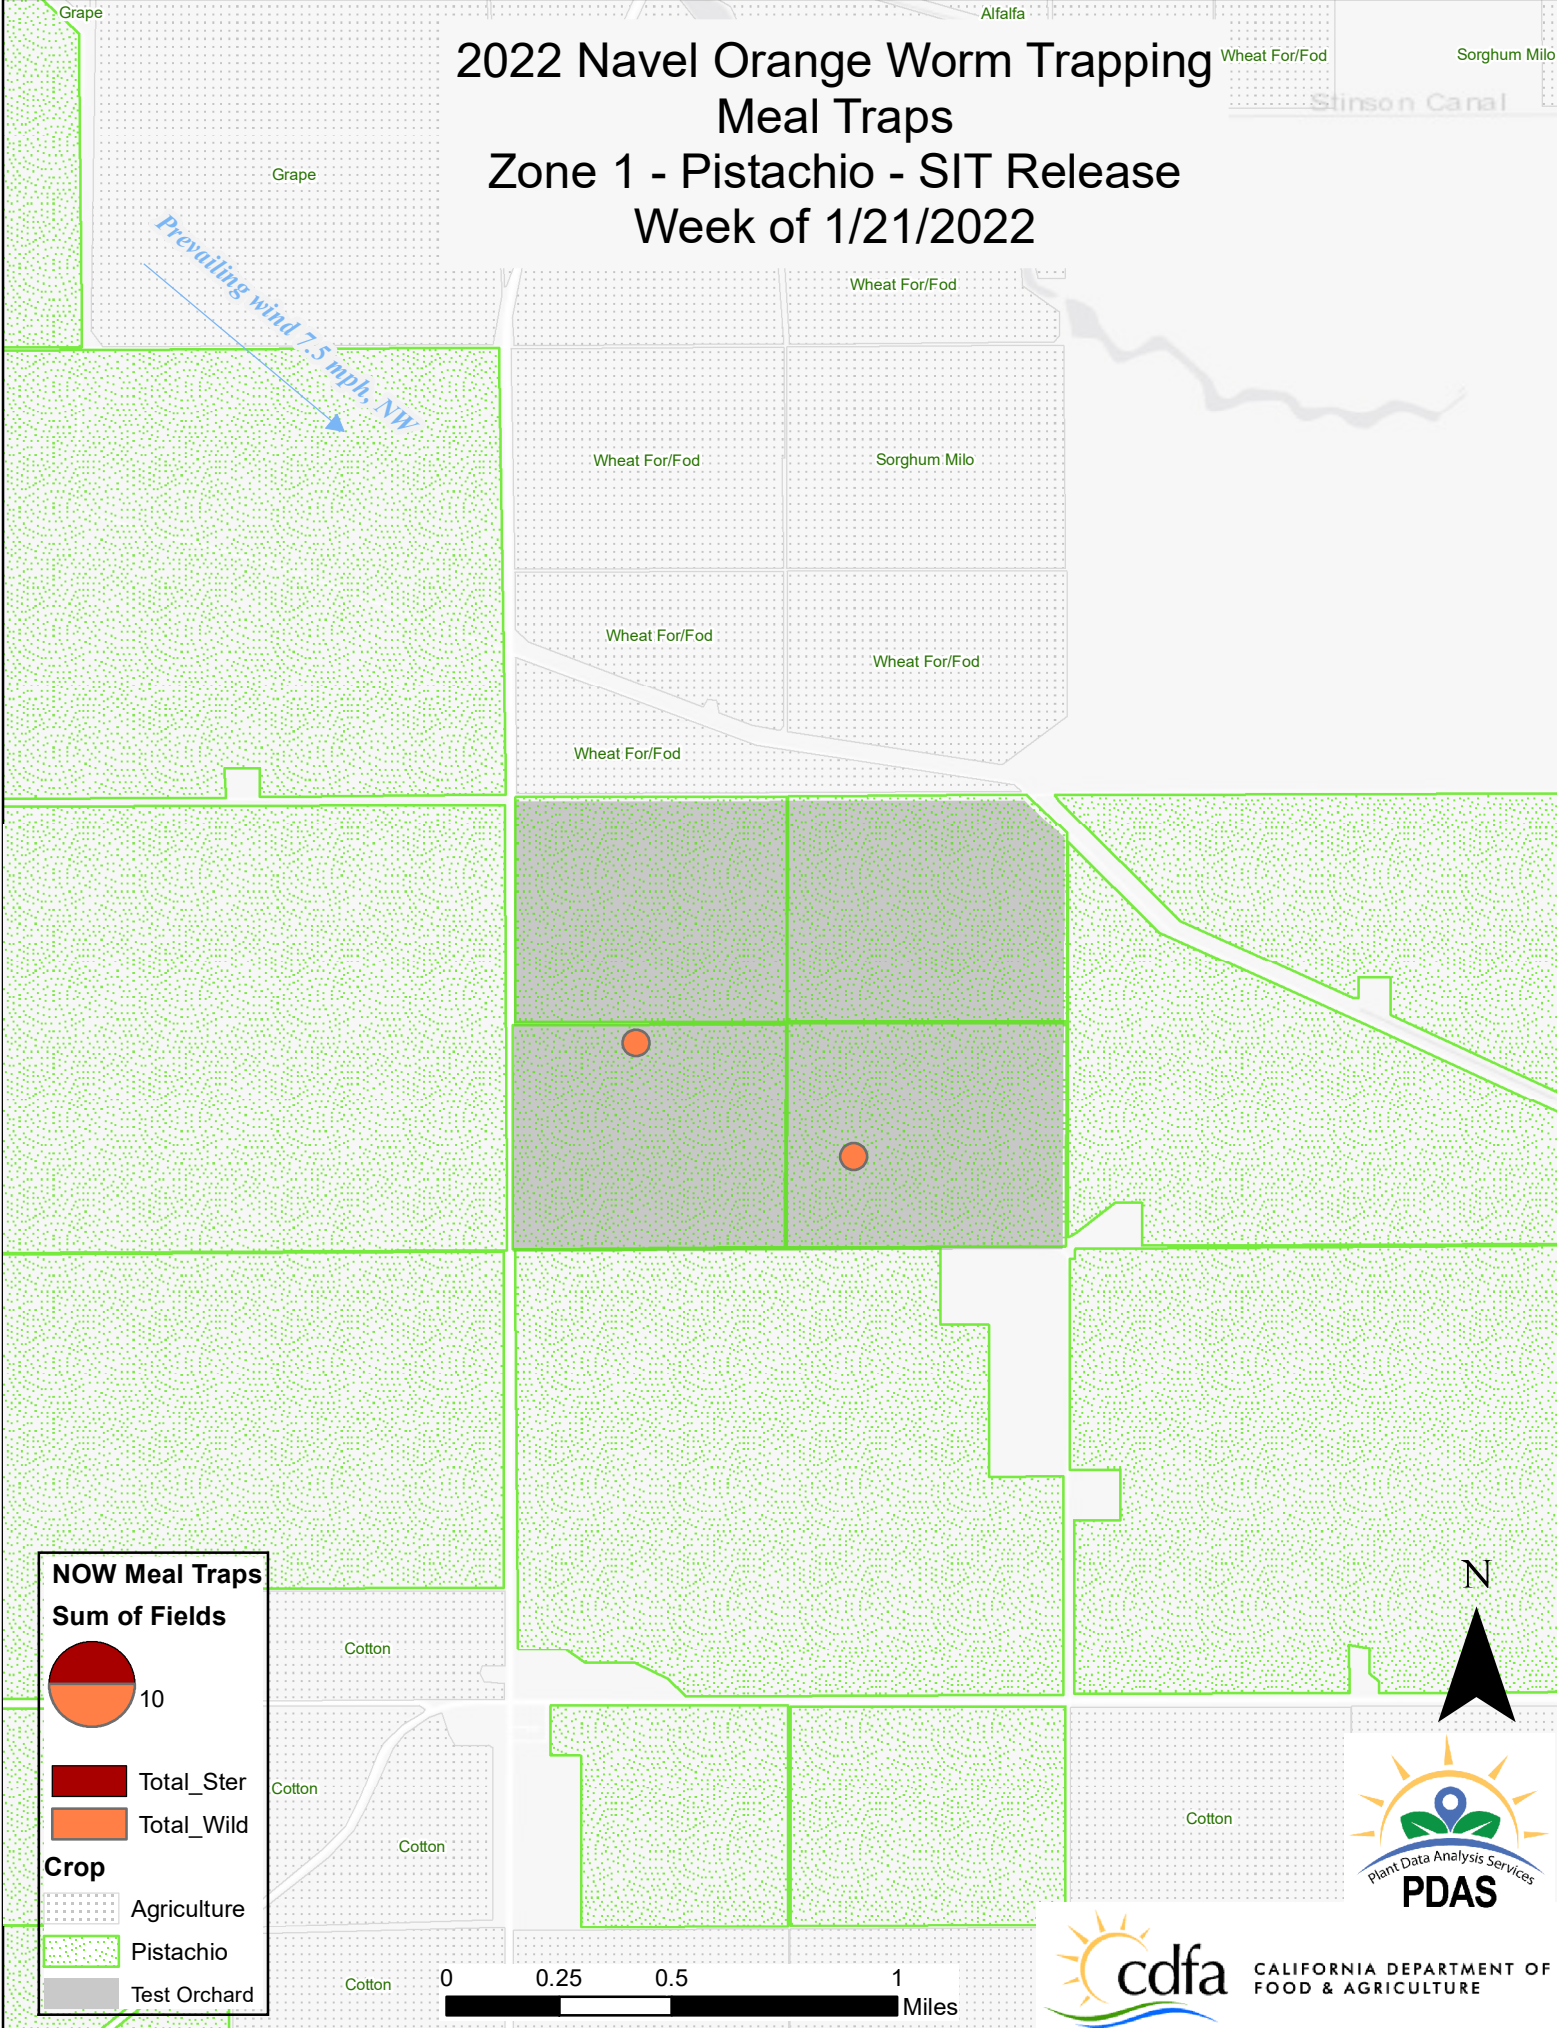 Grape
Alfalfa
2022 Navel Orange Worm Trapping
Meal Traps
Zone 1 - Pistachio - SIT Release
Week of 1/21/2022
Wheat For/Fod
Sorghum Milo
Stinson Canal
Grape
Prevailing wind 7.5 mph, NW
Wheat For/Fod
Wheat For/Fod
Sorghum Milo
Wheat For/Fod
Wheat For/Fod
Wheat For/Fod
NOW Meal Traps
Sum of Fields
10
Total_Ster
Total_Wild
Crop
Agriculture
Pistachio
Test Orchard
Cotton
Cotton
Cotton
Cotton
Cotton
0 0.25 0.5 1
Miles
N
Plant Data Analysis Services
PDAS
cdfa
CALIFORNIA DEPARTMENT OF
FOOD & AGRICULTURE